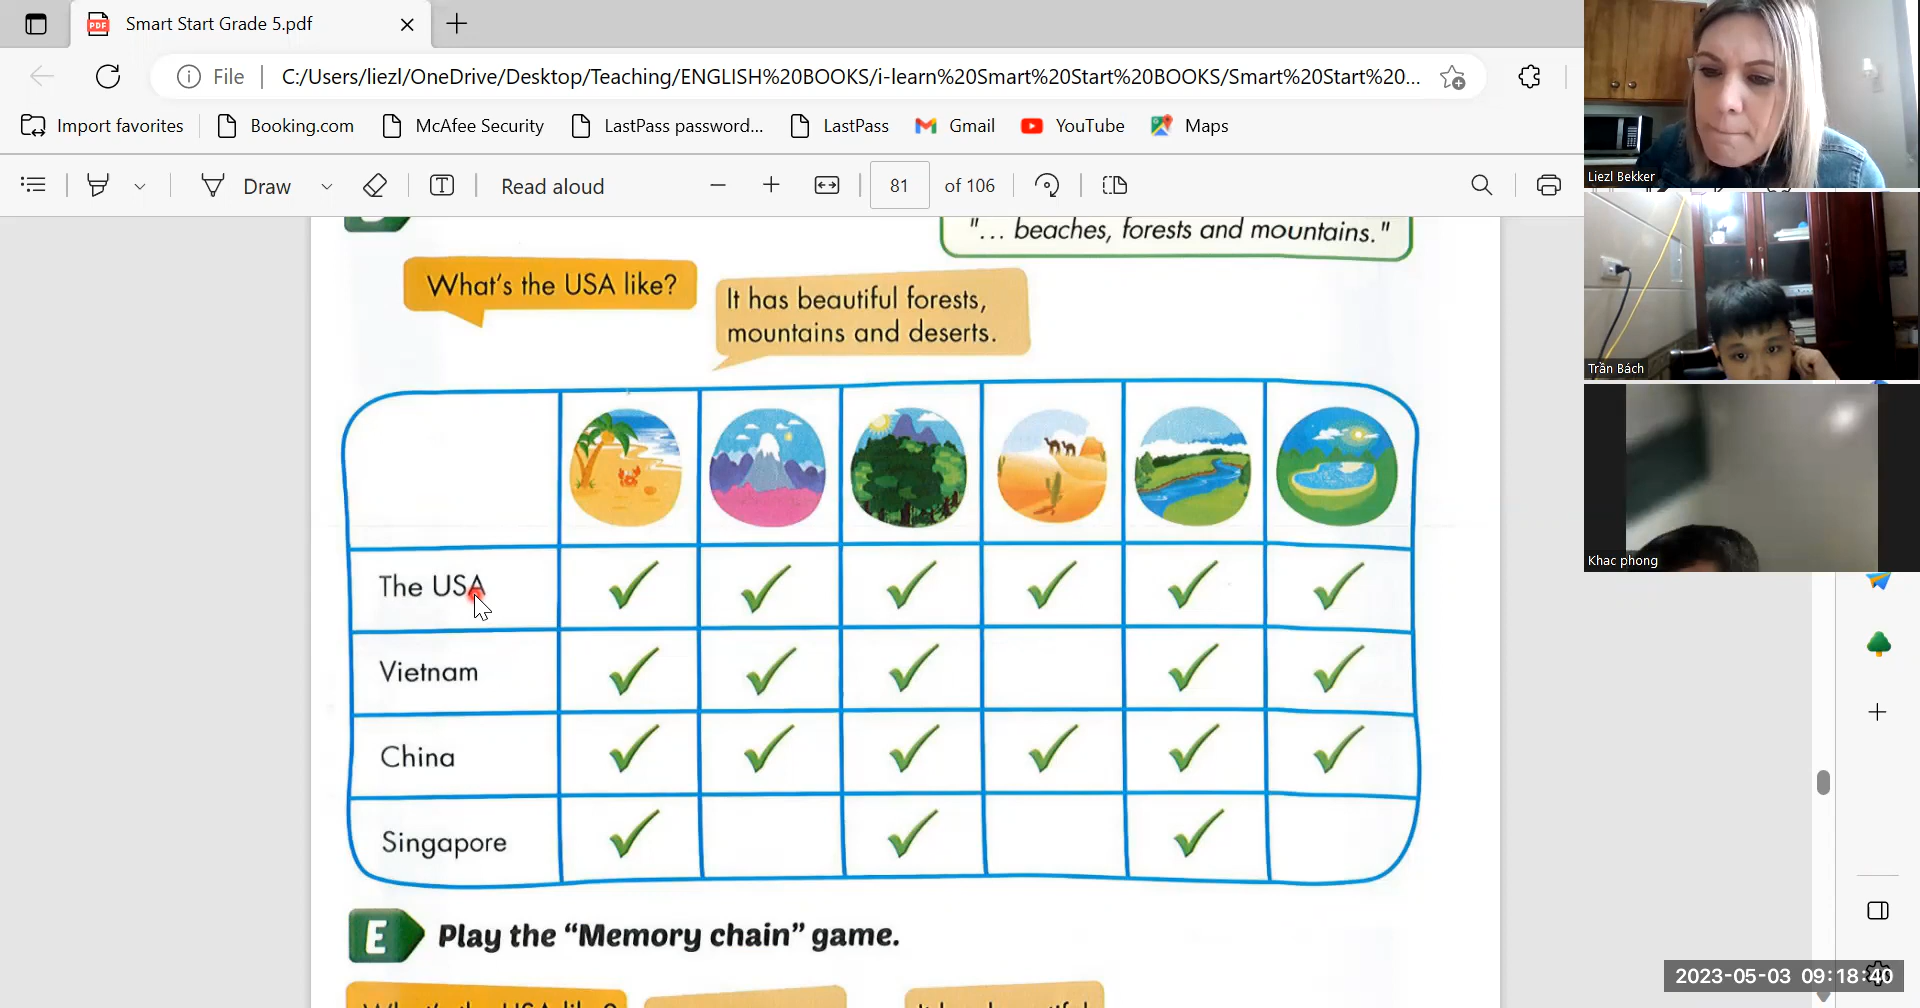 Smart Start Grade 5.pdf
File
C:/Users/liezl/OneDrive/Desktop/Teaching/ENGLISH%20BOOKS/i-learn%20Smart%20Start%20BOOKS/Smart%20Start%20...
Import favorites
Booking.com
McAfee Security
LastPass password...
LastPass
Gmail
YouTube
Maps
Draw
Read aloud
81 of 106
"... beaches, forests and mountains."
What's the USA like?
It has beautiful forests,
mountains and deserts.
The USA
Vietnam
China
Singapore
E Play the "Memory chain" game.
Liezl Bekker
Trần Bách
Khac phong
2023-05-03 09:18:40